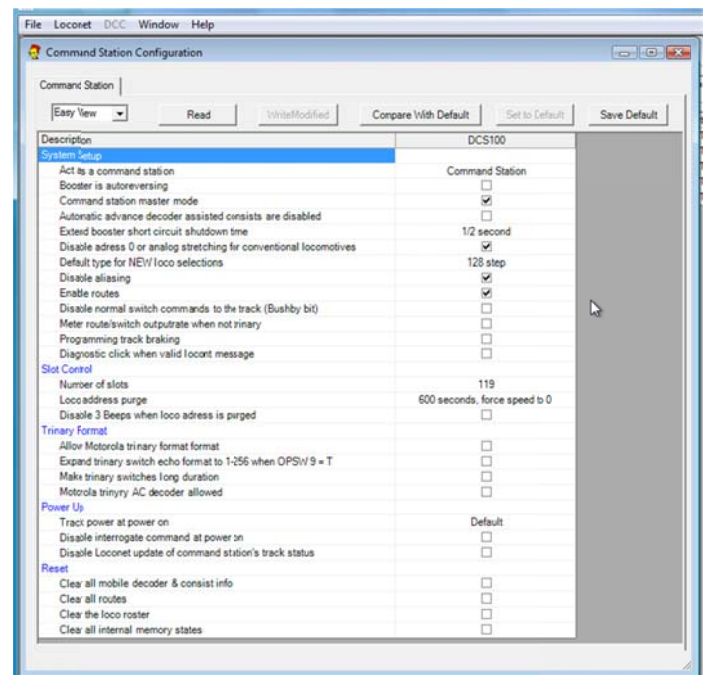 File Loconet DCC Window Help
Command Station Configuration
Command Station
Easy View Read WriteModified Compare With Default Set to Default Save Default
Description DCS100
System Setup
Act as a command station Command Station
Booster is autoreversing
Command station master mode
Automatic advance decoder assisted consists are disabled
Extend booster short circuit shutdown time 1/2 second
Disable adress 0 or analog stretching for conventional locomotives
Default type for NEW loco selections 128 step
Disable aliasing
Enable routes
Disable normal switch commands to the track (Bushby bit)
Meter route/switch outputrate when not trinary
Programming track braking
Diagnostic click when valid locont message
Slot Control
Number of slots 119
Loco address purge 600 seconds, force speed to 0
Disable 3 Beeps when loco adress is purged
Trinary Format
Allow Motorola trinary format format
Expand trinary switch echo format to 1-256 when OPSW 9 = T
Make trinary switches long duration
Motorola trinyry AC decoder allowed
Power Up
Track power at power on Default
Disable interrogate command at power on
Disable Loconet update of command station's track status
Reset
Clear all mobile decoder & consist info
Clear all routes
Clear the loco roster
Clear all internal memory states